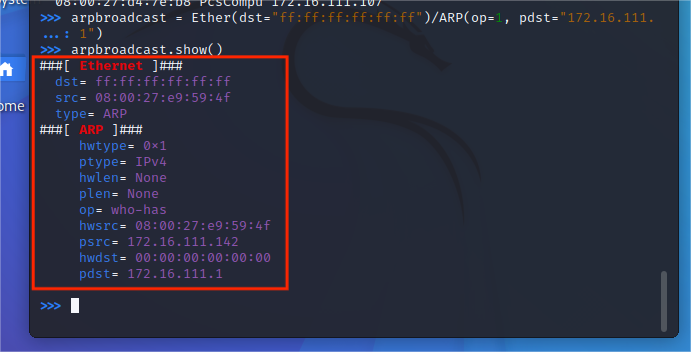 08:00:27:d4:7e:b8 PcsCompu 172.16.111.107
>>> arpbroadcast = Ether(dst="ff:ff:ff:ff:ff:ff")/ARP(op=1, pdst="172.16.111.
...: 1")
>>> arpbroadcast.show()
###[ Ethernet ]###
dst= ff:ff:ff:ff:ff:ff
src= 08:00:27:e9:59:4f
type= ARP
###[ ARP ]###
hwtype= 0×1
ptype= IPv4
hwlen= None
plen= None
op= who-has
hwsrc= 08:00:27:e9:59:4f
psrc= 172.16.111.142
hwdst= 00:00:00:00:00:00
pdst= 172.16.111.1
>>>
ome